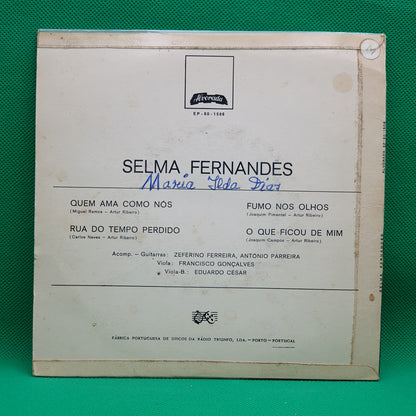 Alvorada
EP-60-1586
SELMA FERNANDES
Maria Ilda Dias
QUEM AMA COMO NÓS
(Miguel Ramos - Artur Ribeiro)
FUMO NOS OLHOS
(Joaquim Pimentel - Artur Ribeiro)
RUA DO TEMPO PERDIDO
(Carlos Neves - Artur Ribeiro)
O QUE FICOU DE MIM
(Joaquim Campos - Artur Ribeiro)
Acomp. - Guitarras: ZEFERINO FERREIRA, ANTÓNIO PARREIRA
Viola: FRANCISCO GONÇALVES
Viola-B.: EDUARDO CÉSAR
FÁBRICA PORTUGUESA DE DISCOS DA RÁDIO TRIUNFO, LDA. - PORTO - PORTUGAL